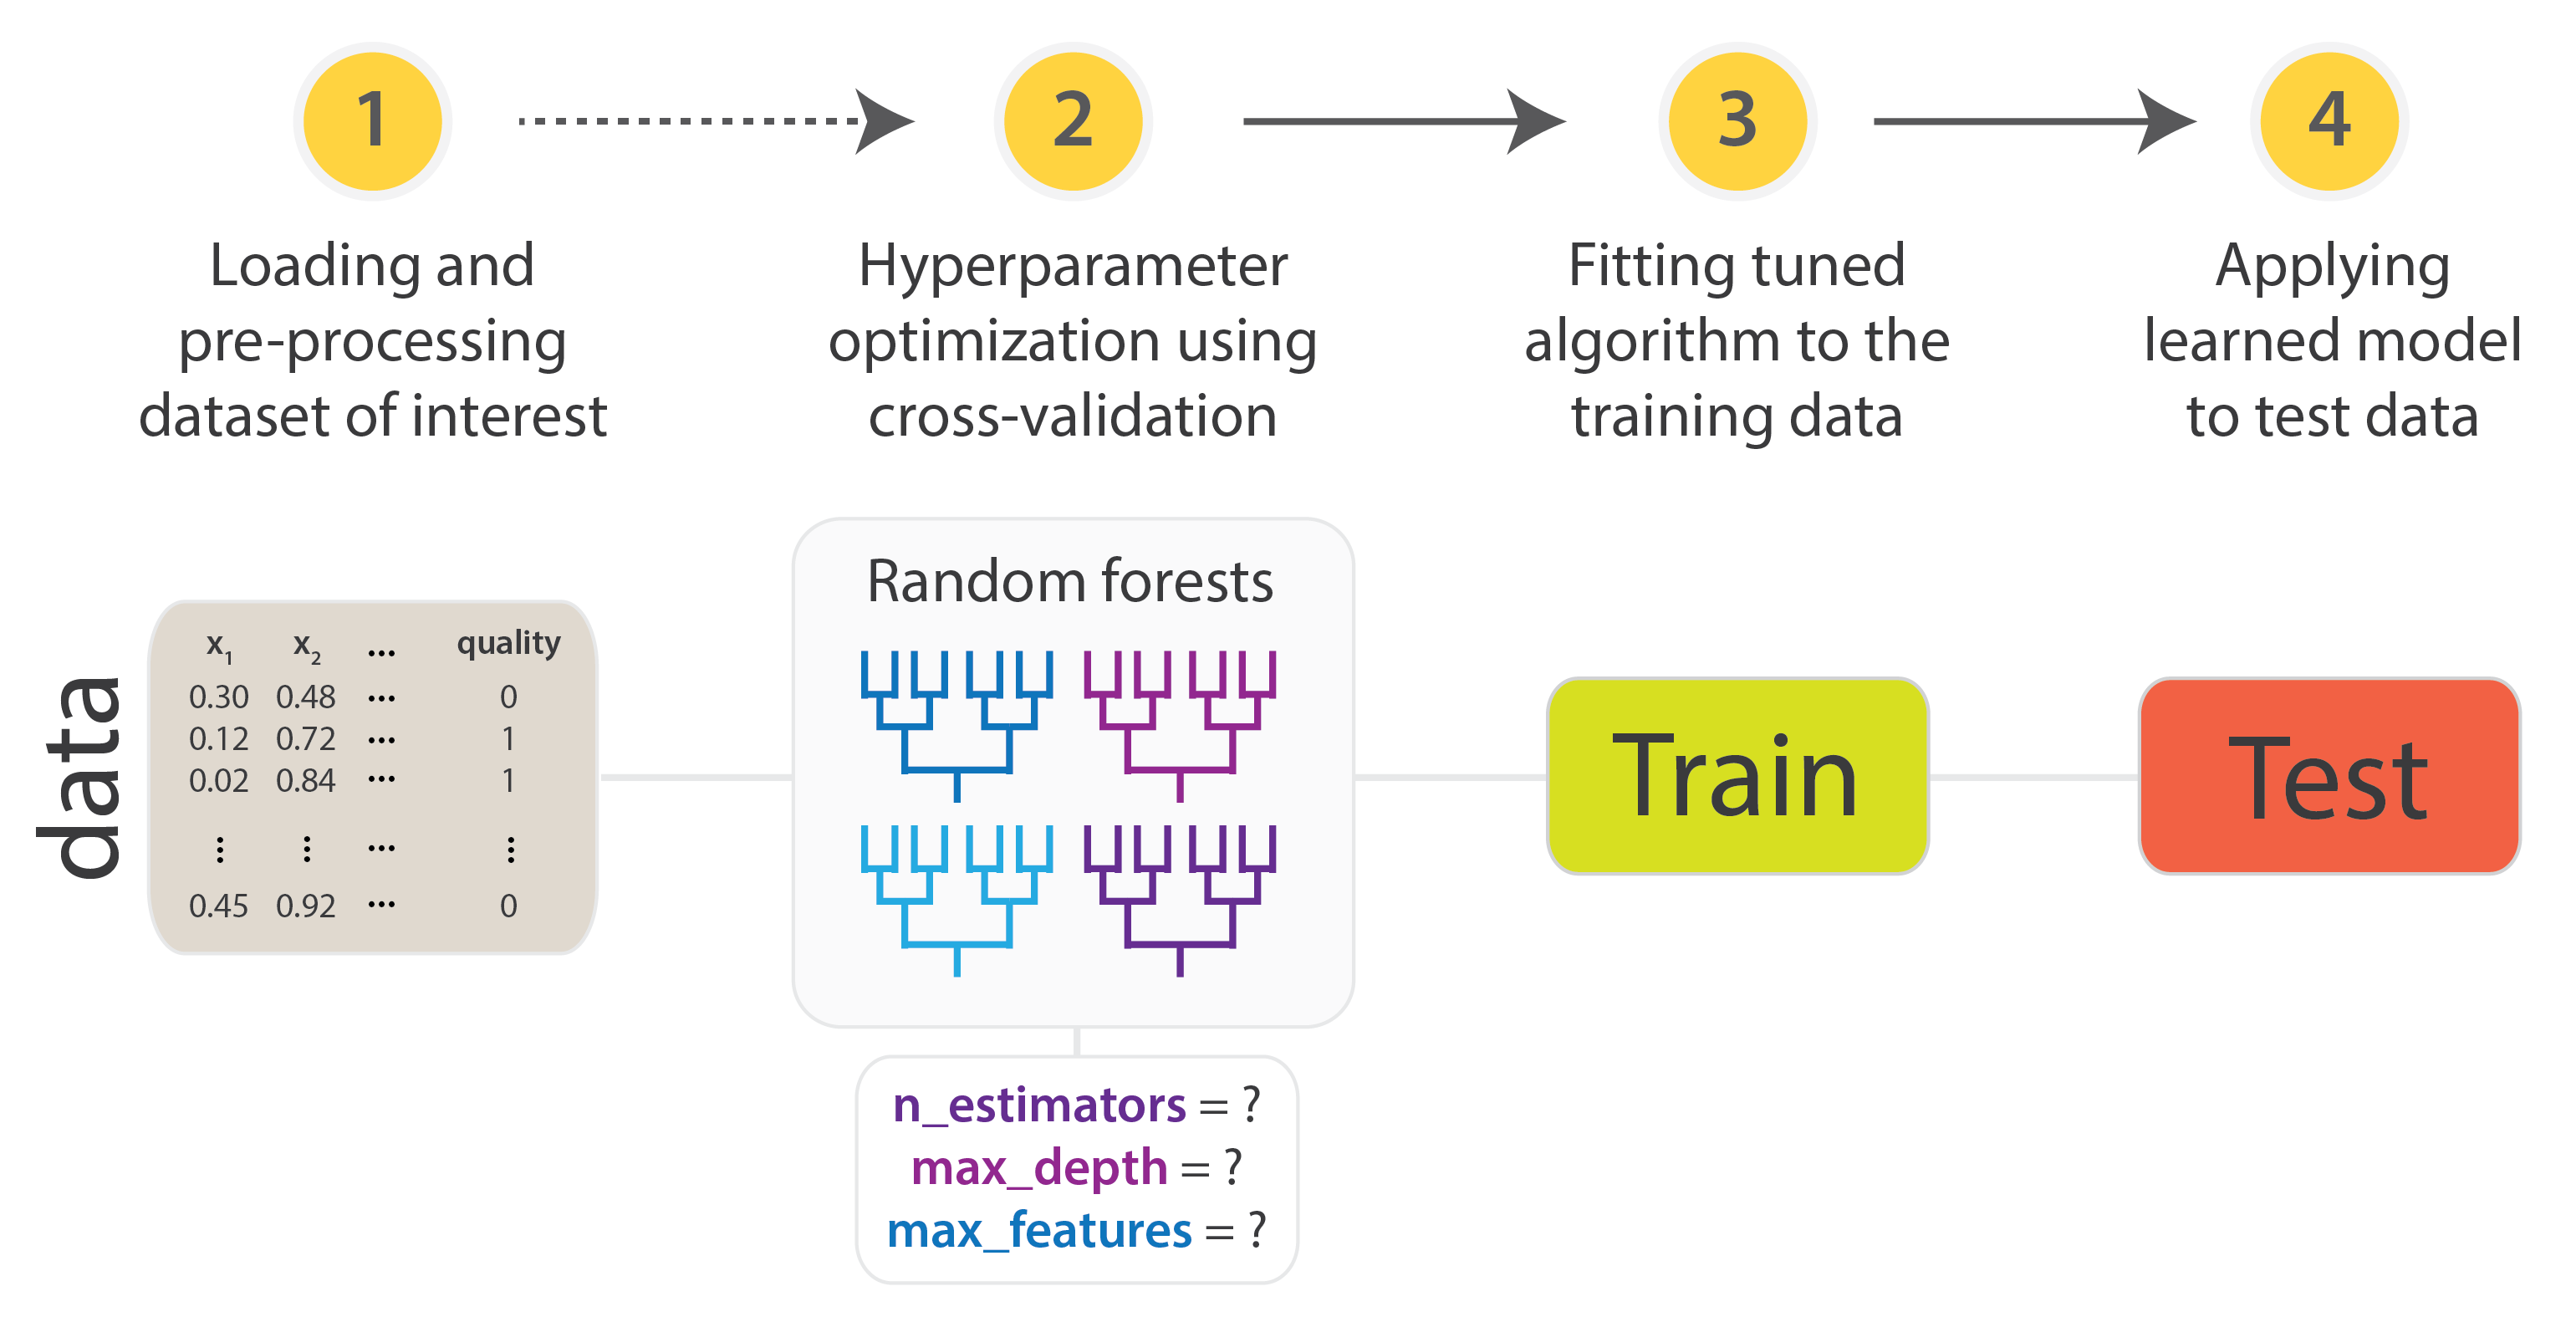 1
2
3
4
Loading and
pre-processing
dataset of interest
Hyperparameter
optimization using
cross-validation
Fitting tuned
algorithm to the
training data
Applying
learned model
to test data
data
x₁ x₂ ... quality
0.30 0.48 ... 0
0.12 0.72 ... 1
0.02 0.84 ... 1
⋮ ⋮ ... ⋮
0.45 0.92 ... 0
Random forests
n_estimators = ?
max_depth = ?
max_features = ?
Train
Test